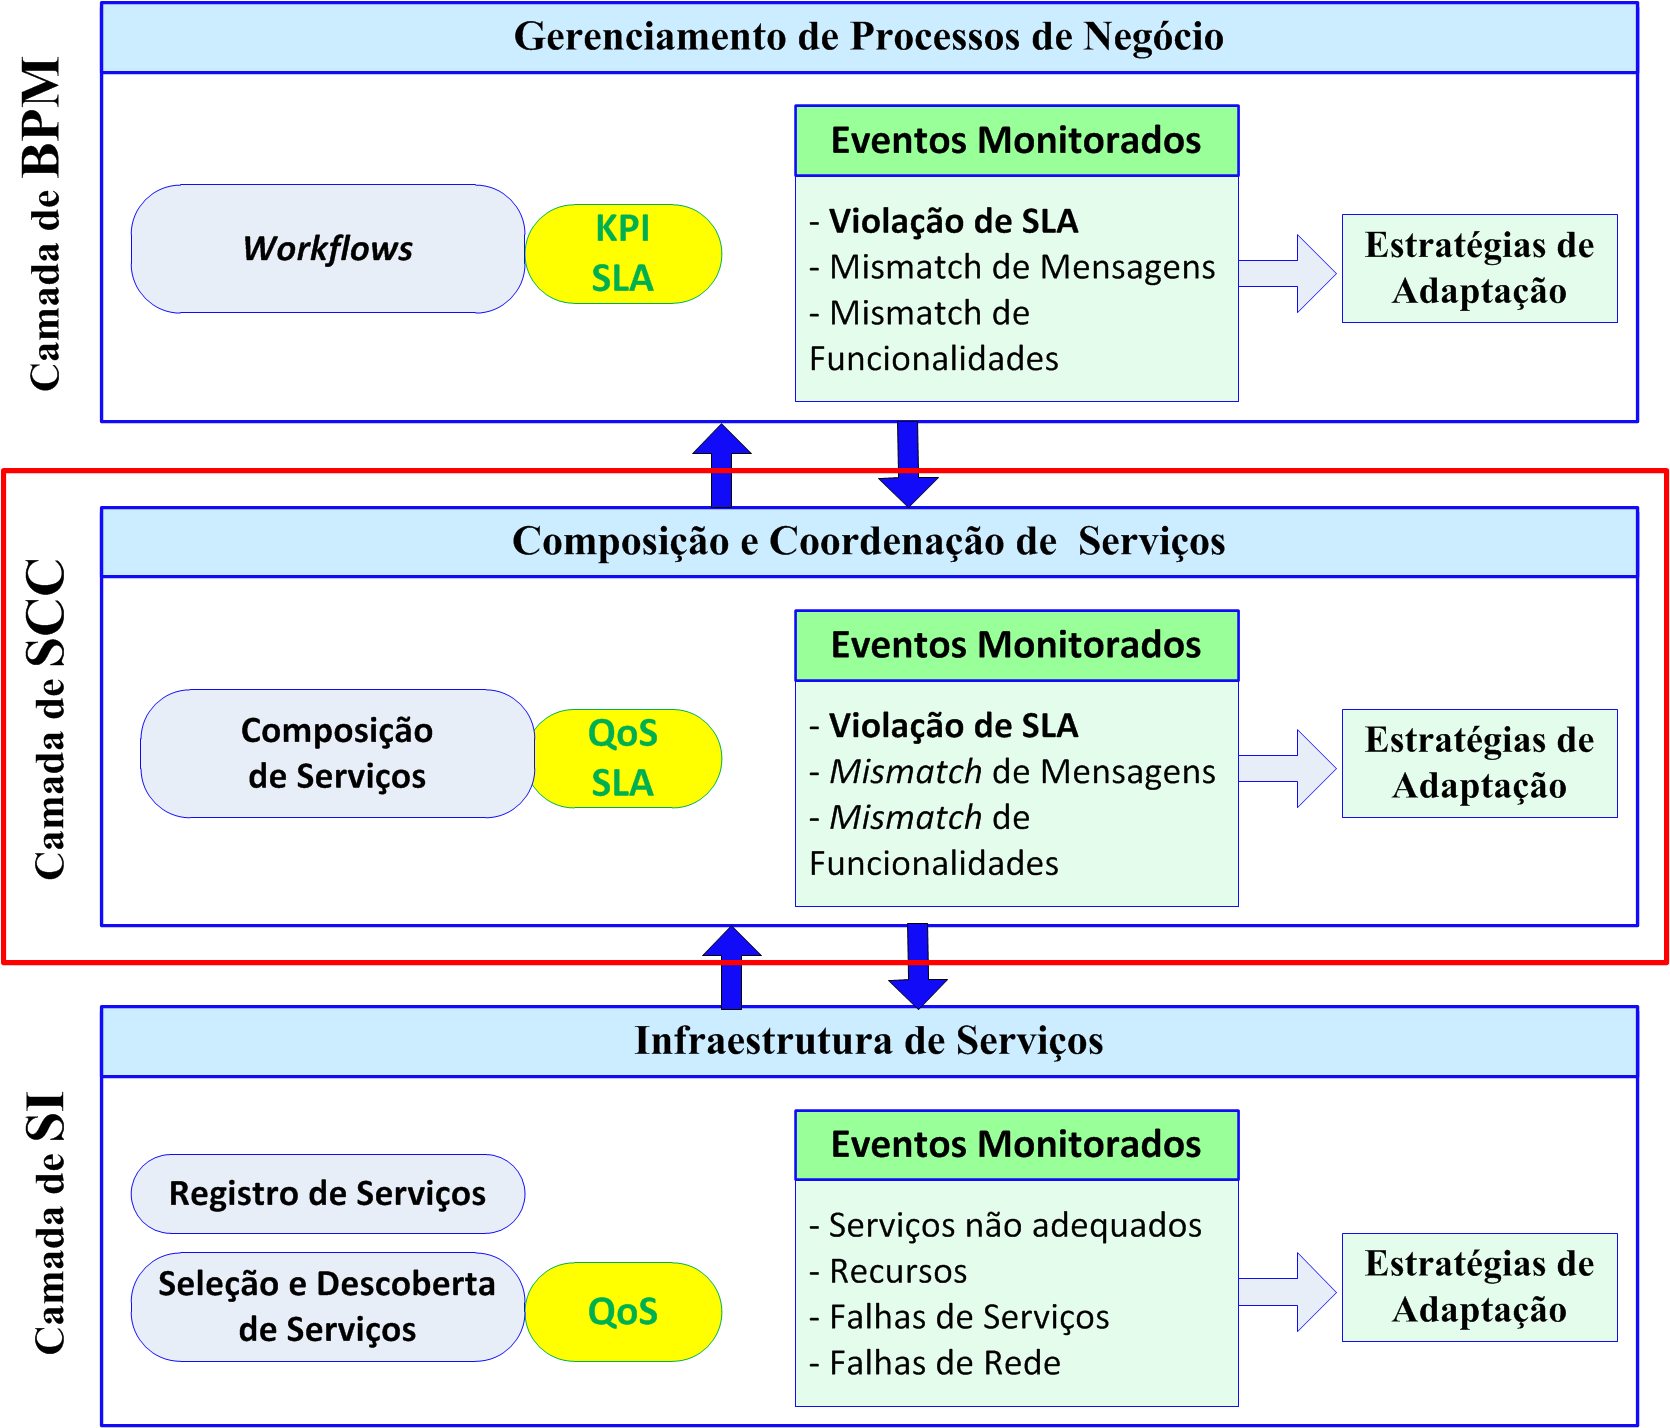 Camada de BPM
Gerenciamento de Processos de Negócio
Workflows
KPI
SLA
Eventos Monitorados
- Violação de SLA
- Mismatch de Mensagens
- Mismatch de
Funcionalidades
Estratégias de
Adaptação
Camada de SCC
Composição e Coordenação de Serviços
Composição
de Serviços
QoS
SLA
Eventos Monitorados
- Violação de SLA
- Mismatch de Mensagens
- Mismatch de
Funcionalidades
Estratégias de
Adaptação
Camada de SI
Infraestrutura de Serviços
Registro de Serviços
Seleção e Descoberta
de Serviços
QoS
Eventos Monitorados
- Serviços não adequados
- Recursos
- Falhas de Serviços
- Falhas de Rede
Estratégias de
Adaptação